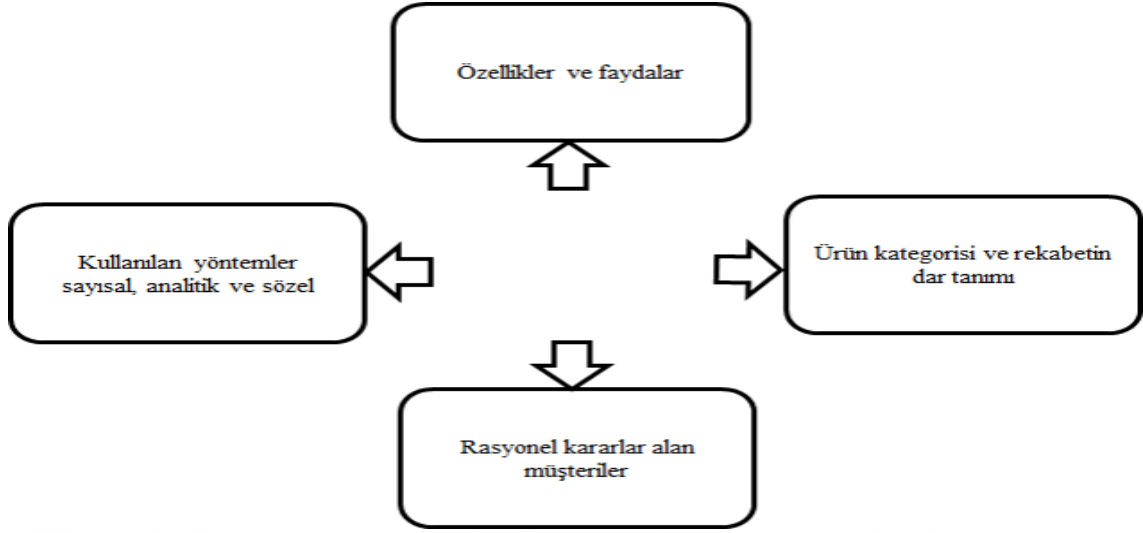 Özellikler ve faydalar
Kullanılan yöntemler
sayısal, analitik ve sözel
Ürün kategorisi ve rekabetin
dar tanımı
Rasyonel kararlar alan
müşteriler